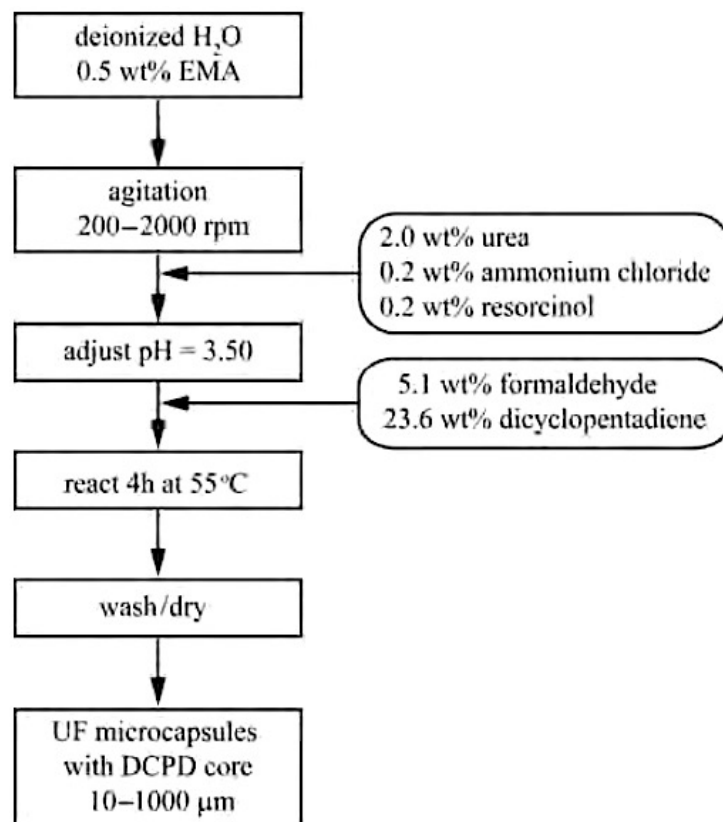 deionized H₂O
0.5 wt% EMA
agitation
200–2000 rpm
2.0 wt% urea
0.2 wt% ammonium chloride
0.2 wt% resorcinol
adjust pH = 3.50
5.1 wt% formaldehyde
23.6 wt% dicyclopentadiene
react 4h at 55°C
wash/dry
UF microcapsules
with DCPD core
10–1000 μm